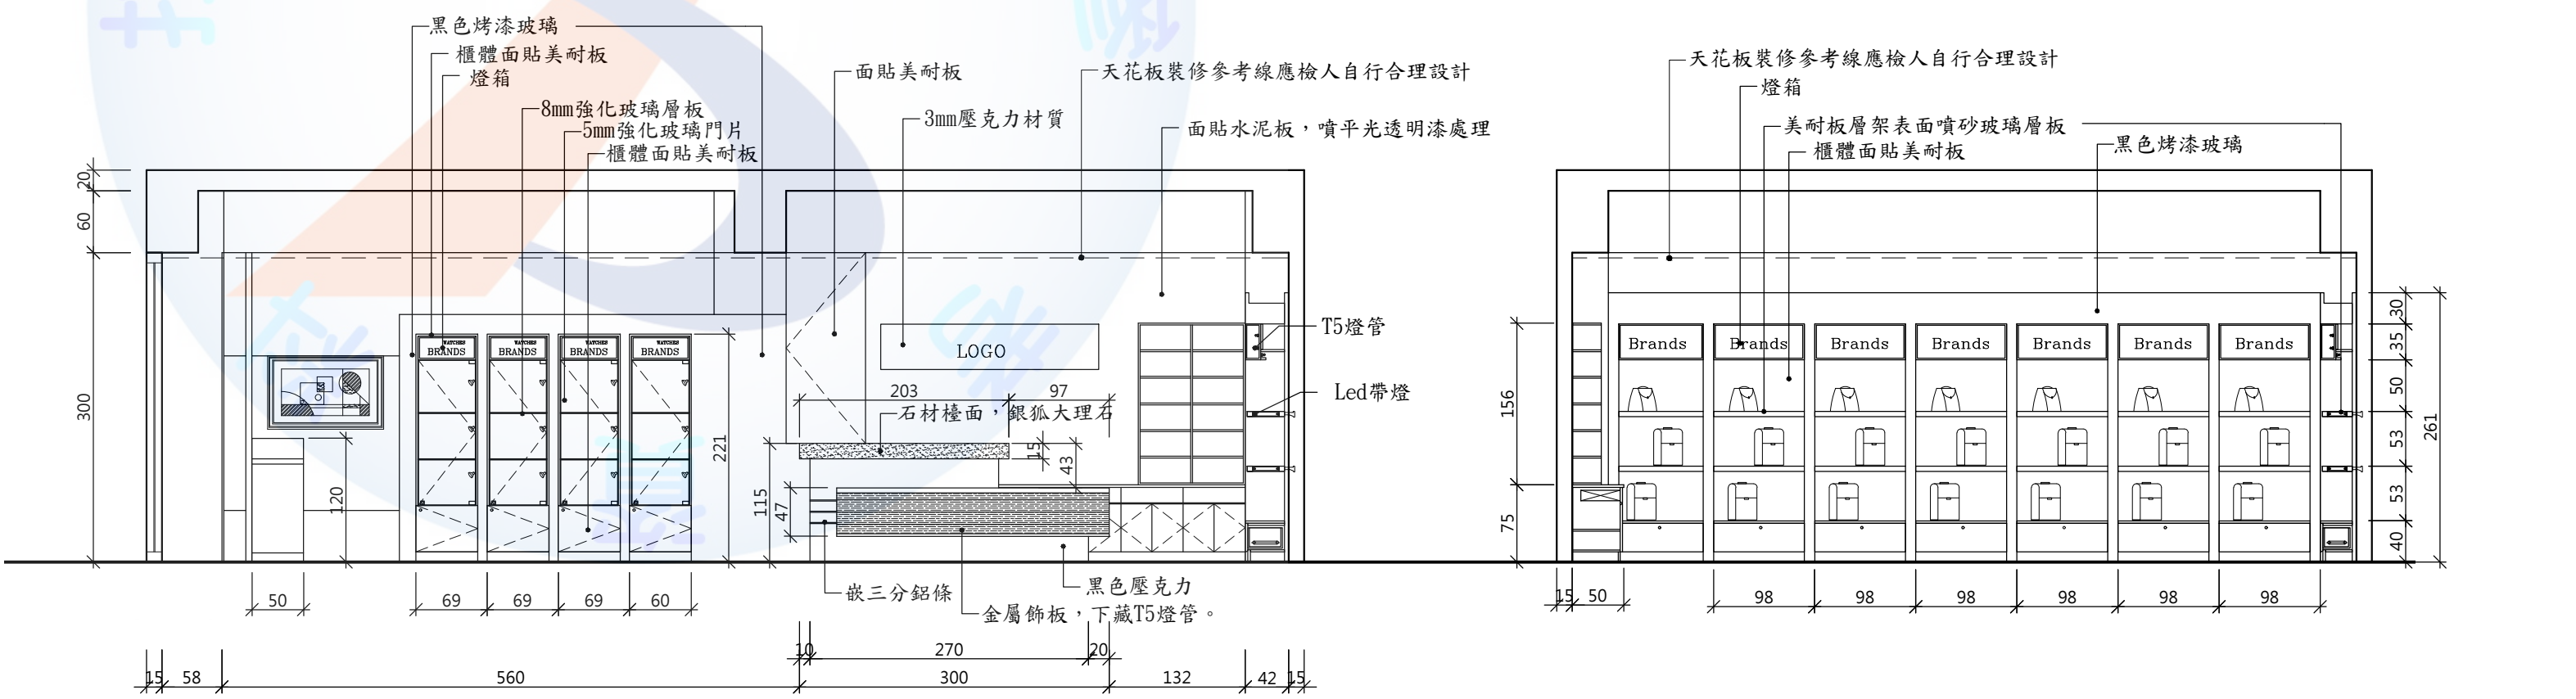 黑色烤漆玻璃
櫃體面貼美耐板
燈箱
8mm強化玻璃層板
5mm強化玻璃門片
櫃體面貼美耐板
面貼美耐板
3mm壓克力材質
天花板裝修參考線應檢人自行合理設計
面貼水泥板，噴平光透明漆處理
20
60
300
WATCHES
BRANDS
WATCHES
BRANDS
WATCHES
BRANDS
WATCHES
BRANDS
LOGO
203
97
石材檯面，銀狐大理石
15
43
221
120
115
47
T5燈管
Led帶燈
嵌三分鋁條
黑色壓克力
金屬飾板，下藏T5燈管。
50
69
69
69
60
10
270
20
15
58
560
300
132
42
15
天花板裝修參考線應檢人自行合理設計
燈箱
美耐板層架表面噴砂玻璃層板
櫃體面貼美耐板
黑色烤漆玻璃
Brands
Brands
Brands
Brands
Brands
Brands
Brands
156
75
30
35
50
53
53
40
261
15
50
98
98
98
98
98
98